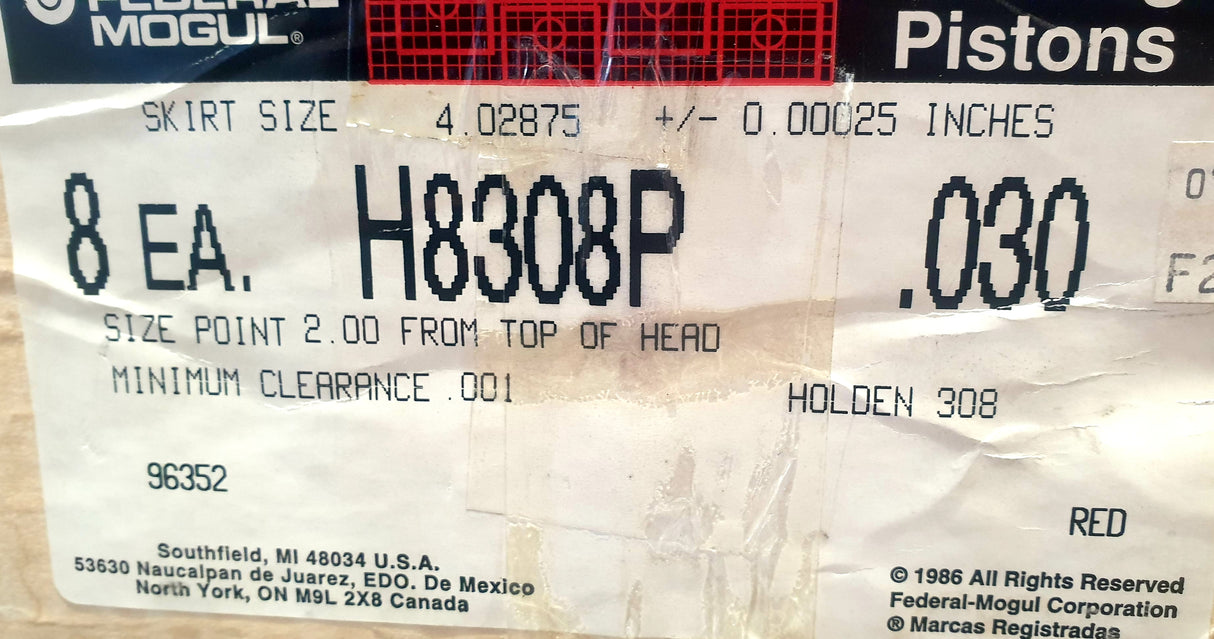 FEDERAL
MOGUL®
Pistons
SKIRT SIZE 4.02875 +/- 0.00025 INCHES
8 EA. H8308P .030
SIZE POINT 2.00 FROM TOP OF HEAD
MINIMUM CLEARANCE .001
HOLDEN 308
96352
RED
Southfield, MI 48034 U.S.A.
53630 Naucalpan de Juarez, EDO. De Mexico
North York, ON M9L 2X8 Canada
© 1986 All Rights Reserved
Federal-Mogul Corporation
® Marcas Registradas